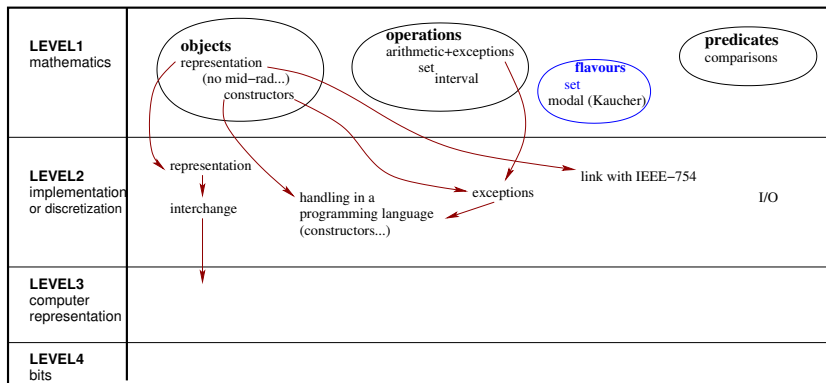 LEVEL1
mathematics
objects
representation
(no mid−rad...)
constructors
operations
arithmetic+exceptions
set
interval
flavours
set
modal (Kaucher)
predicates
comparisons
LEVEL2
implementation
or discretization
representation
interchange
handling in a
programming language
(constructors...)
exceptions
link with IEEE−754
I/O
LEVEL3
computer
representation
LEVEL4
bits